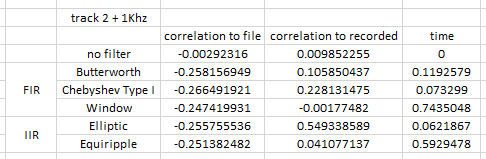 track 2 + 1Khz
correlation to file correlation to recorded time
no filter -0.00292316 0.009852255 0
Butterworth -0.258156949 0.105850437 0.1192579
FIR Chebyshev Type I -0.266491921 0.228131475 0.073299
Window -0.247419931 -0.00177482 0.7435048
IIR Elliptic -0.255755536 0.549338589 0.0621867
Equiripple -0.251382482 0.041077137 0.5929478